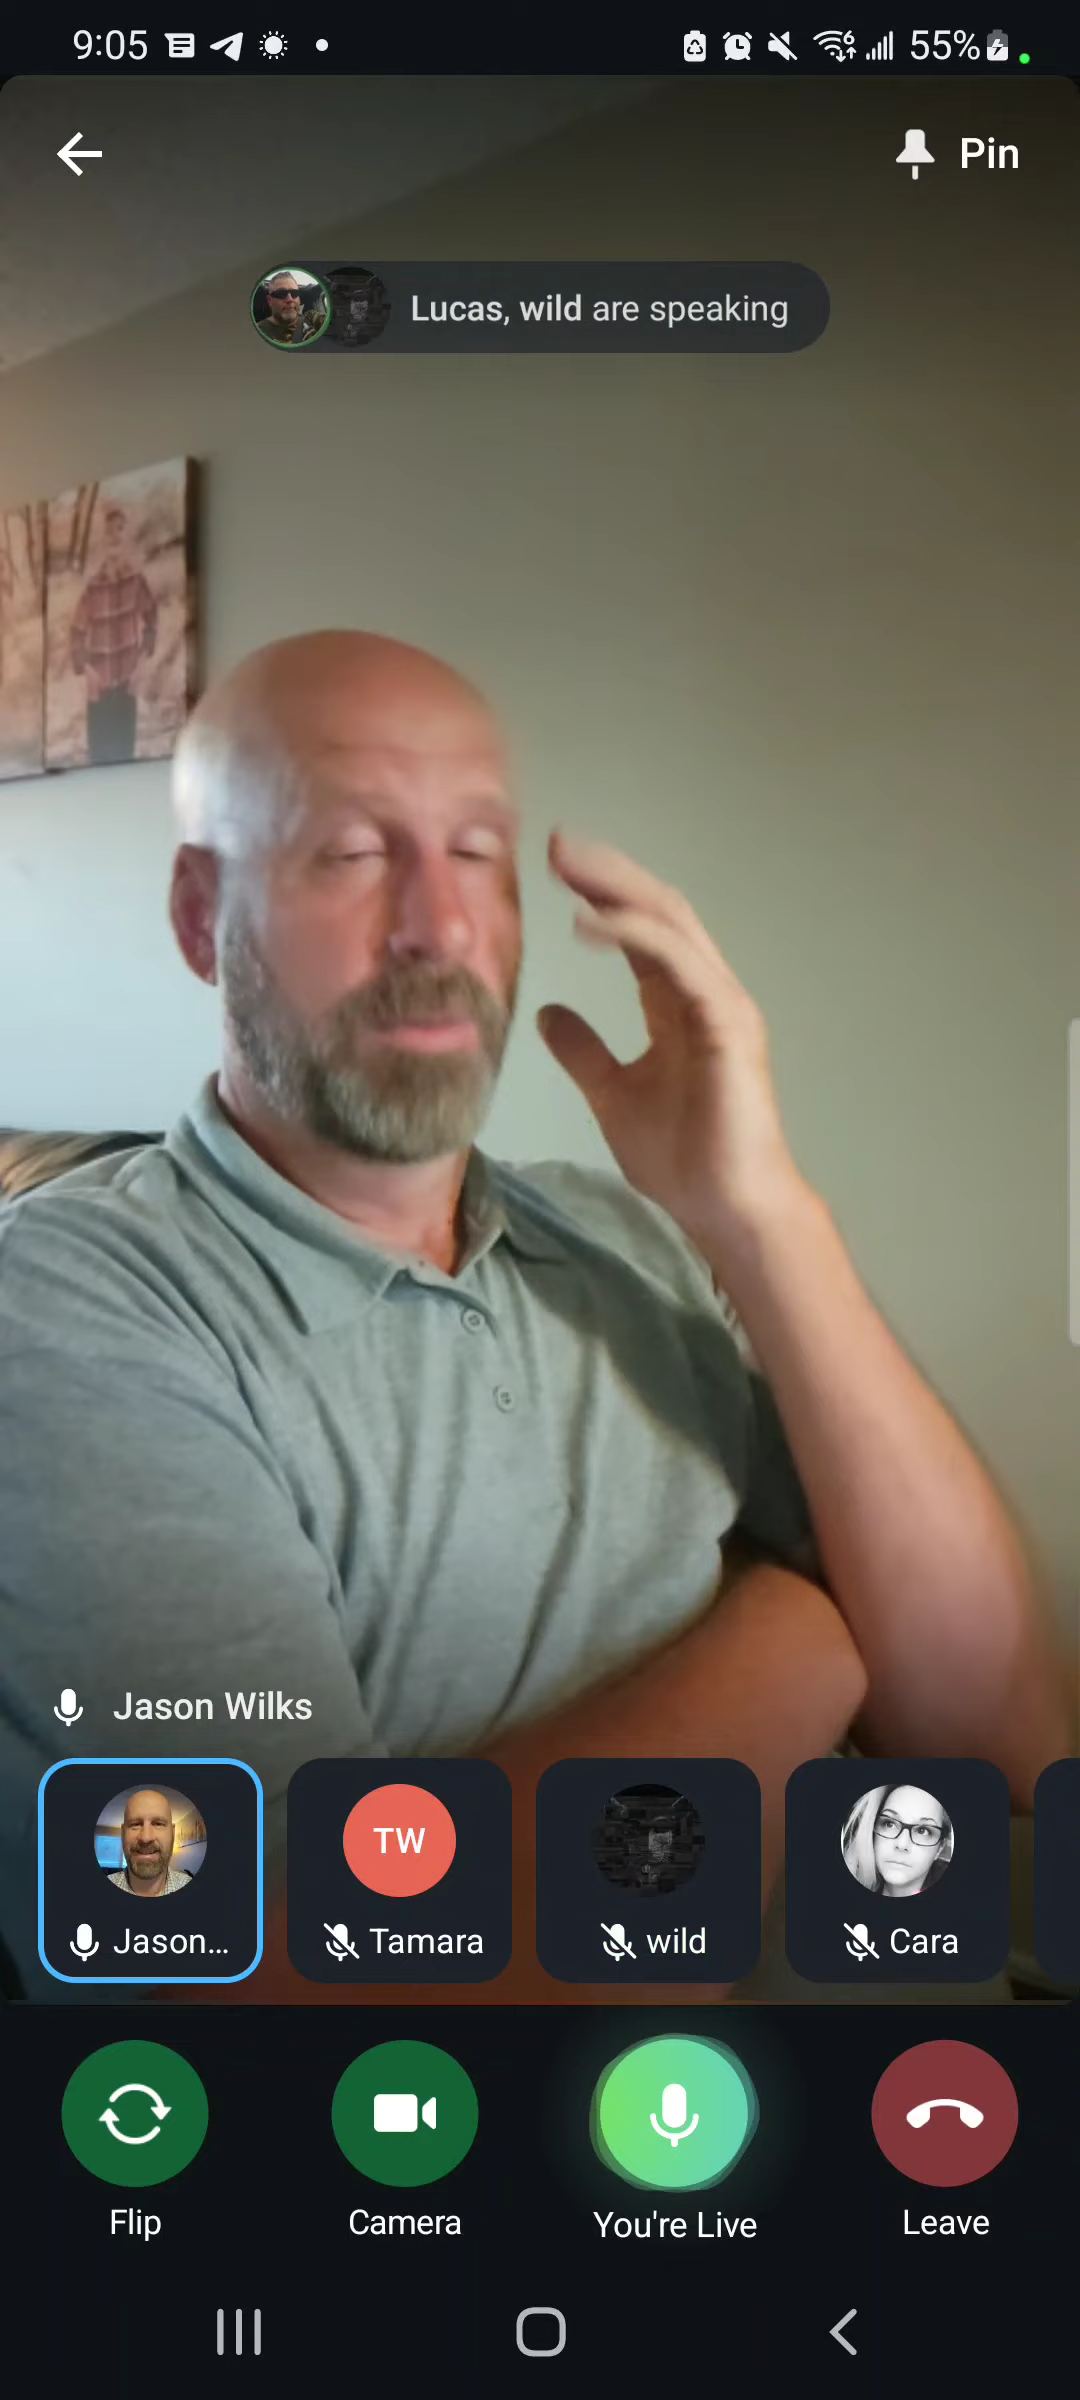 9:05
55%
Pin
Lucas, wild are speaking
Jason Wilks
TW
Jason...
Tamara
wild
Cara
Flip
Camera
You're Live
Leave